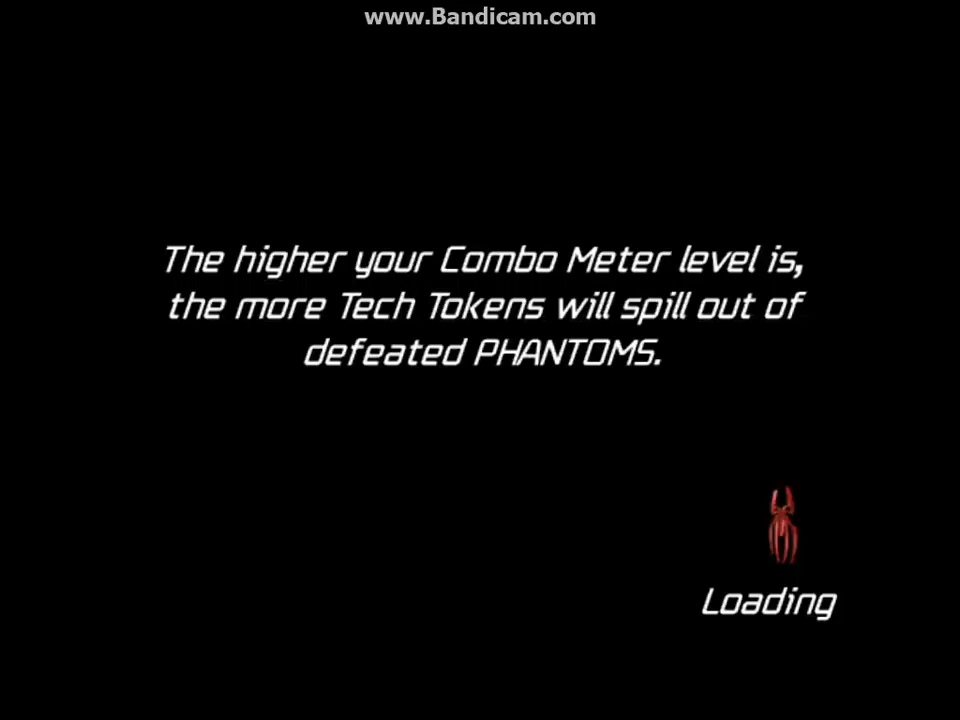 www.Bandicam.com
The higher your Combo Meter level is,
the more Tech Tokens will spill out of
defeated PHANTOMS.
Loading